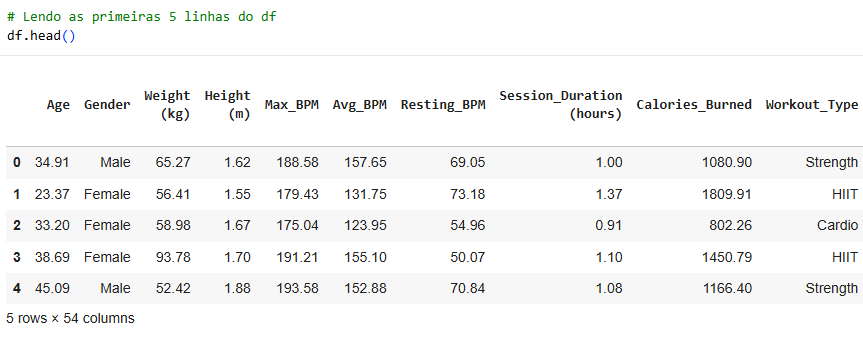 # Lendo as primeiras 5 linhas do df
df.head()
Age Gender Weight (kg) Height (m) Max_BPM Avg_BPM Resting_BPM Session_Duration (hours) Calories_Burned Workout_Type
0 34.91 Male 65.27 1.62 188.58 157.65 69.05 1.00 1080.90 Strength
1 23.37 Female 56.41 1.55 179.43 131.75 73.18 1.37 1809.91 HIIT
2 33.20 Female 58.98 1.67 175.04 123.95 54.96 0.91 802.26 Cardio
3 38.69 Female 93.78 1.70 191.21 155.10 50.07 1.10 1450.79 HIIT
4 45.09 Male 52.42 1.88 193.58 152.88 70.84 1.08 1166.40 Strength
5 rows × 54 columns